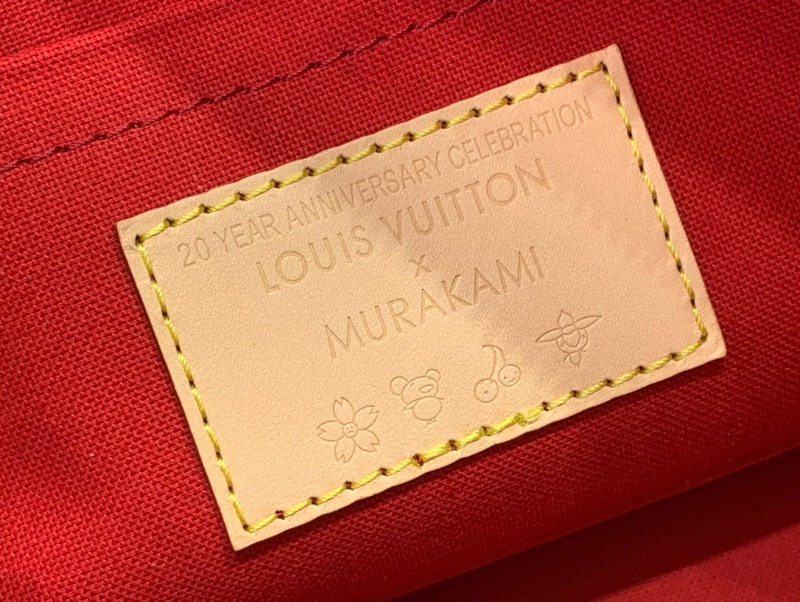 20 YEAR ANNIVERSARY CELEBRATION
LOUIS VUITTON
x
MURAKAMI